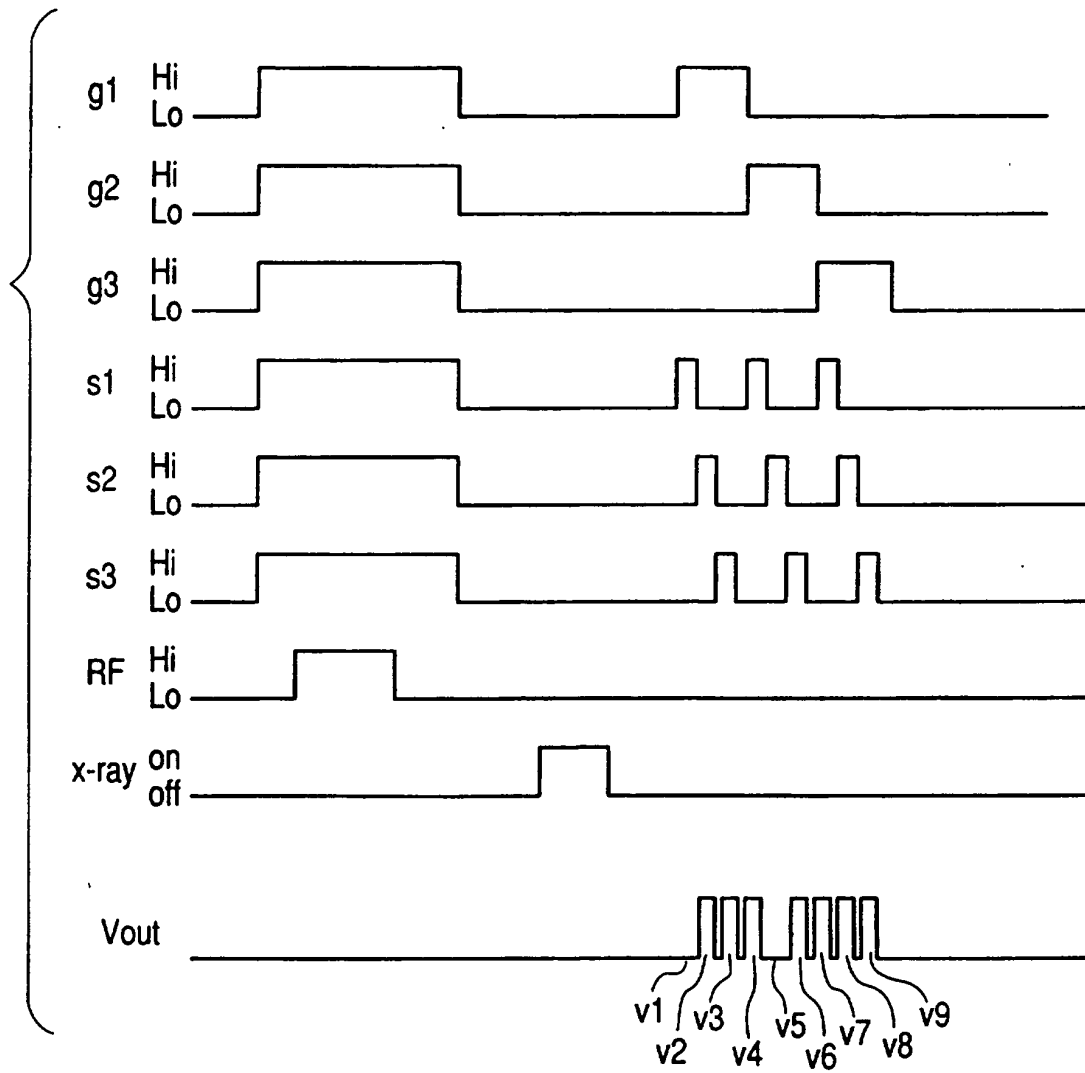 g1 Hi
Lo
g2 Hi
Lo
g3 Hi
Lo
s1 Hi
Lo
s2 Hi
Lo
s3 Hi
Lo
RF Hi
Lo
x-ray on
off
Vout
v1 v3 v5 v7 v9
v2 v4 v6 v8